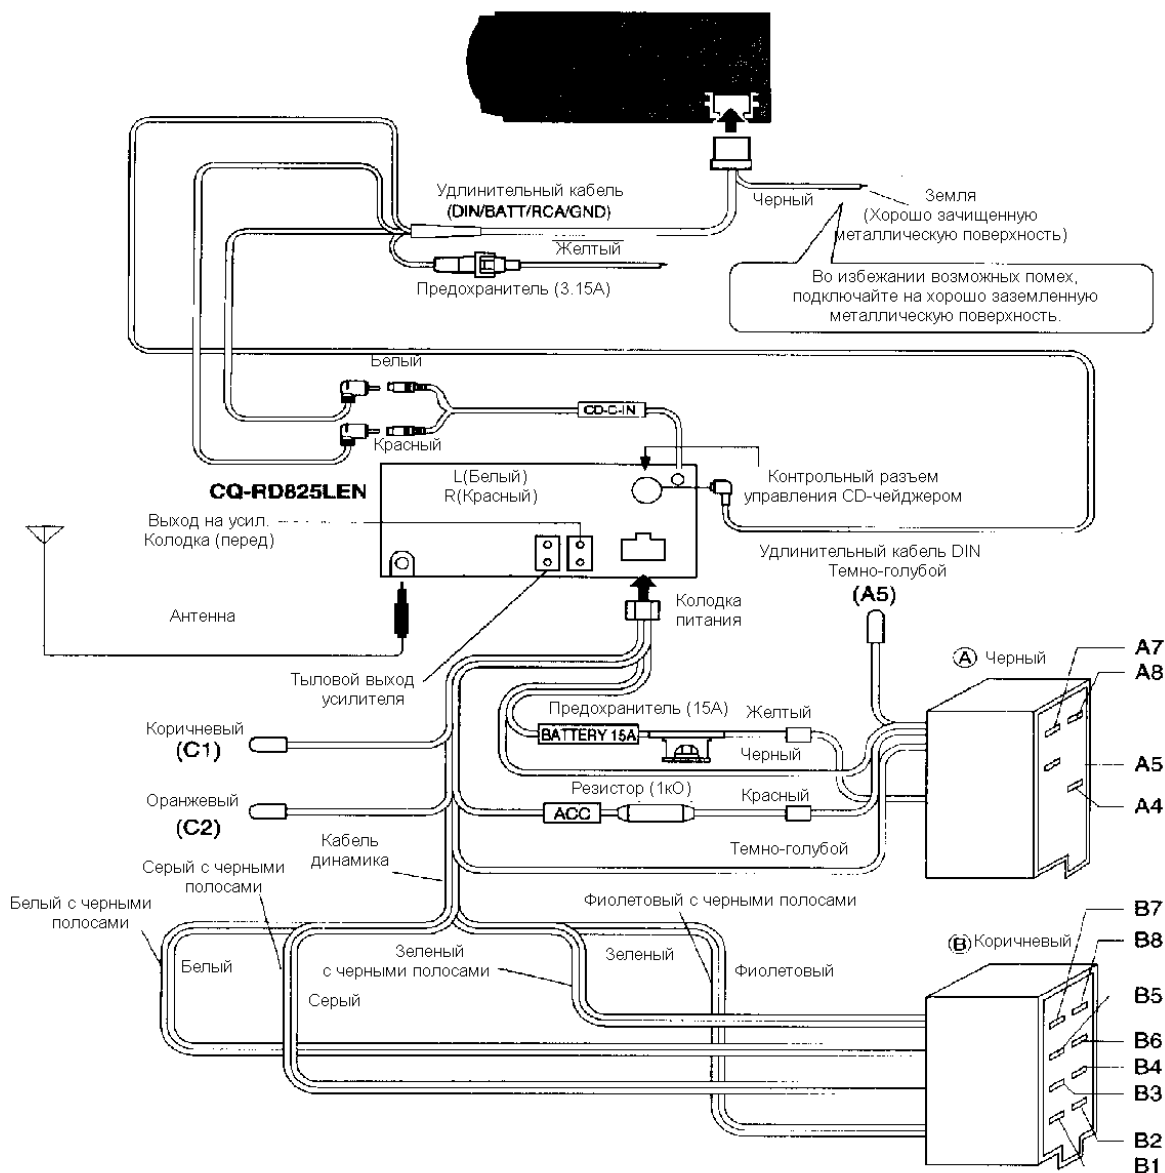 Удлинительный кабель
(DIN/BATT/RCA/GND)
Черный
Земля
(Хорошо зачищенную
металлическую поверхность)
Желтый
Предохранитель (3.15А)
Во избежании возможных помех,
подключайте на хорошо заземленную
металлическую поверхность.
Белый
CD-C-IN
Красный
CQ-RD825LEN
L(Белый)
R(Красный)
Контрольный разъем
управления CD-чейджером
Выход на усил.
Колодка (перед)
Удлинительный кабель DIN
Темно-голубой
(A5)
Антенна
Колодка
питания
Тыловой выход
усилителя
A Черный
A7
A8
A5
A4
Коричневый
(C1)
Предохранитель (15А)
BATTERY 15A
Желтый
Черный
Оранжевый
(C2)
Резистор (1кО)
ACC
Красный
Кабель
динамика
Темно-голубой
Серый с черными
полосами
Белый с черными
полосами
Фиолетовый с черными полосами
Белый
Серый
Зеленый
с черными полосами
Зеленый
Фиолетовый
B Коричневый
B7
B8
B5
B6
B4
B3
B2
B1